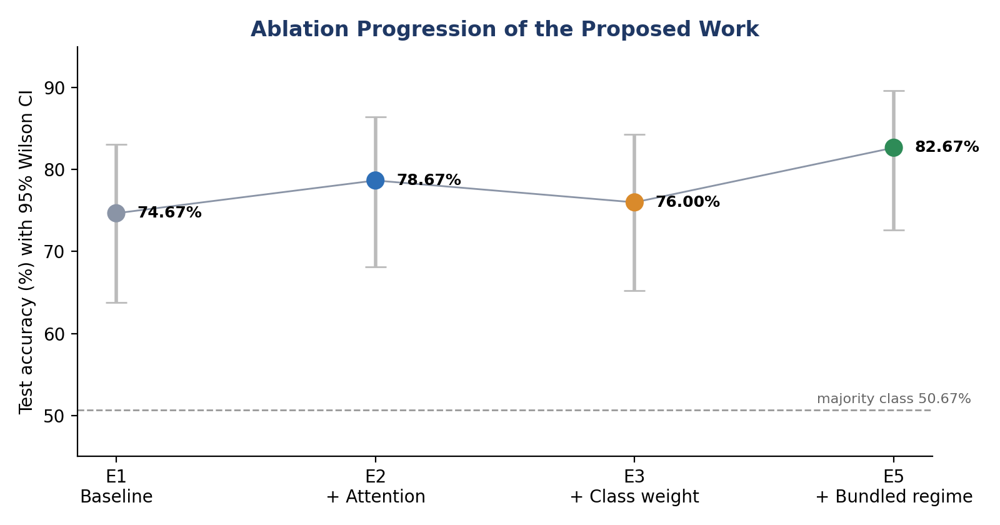 Ablation Progression of the Proposed Work
Test accuracy (%) with 95% Wilson CI
90
80
70
60
50
74.67%
78.67%
76.00%
82.67%
majority class 50.67%
E1
Baseline
E2
+ Attention
E3
+ Class weight
E5
+ Bundled regime